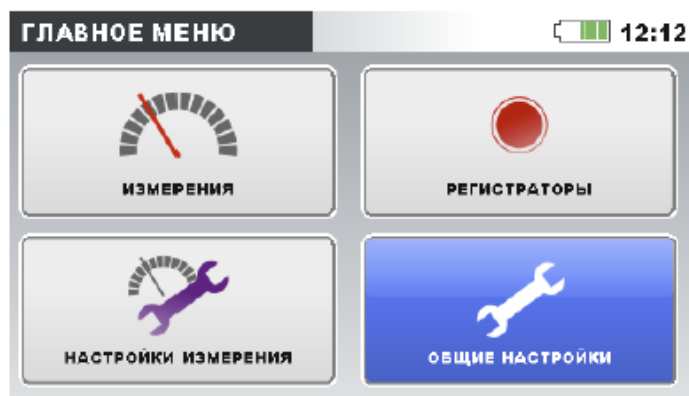 ГЛАВНОЕ МЕНЮ
12:12
ИЗМЕРЕНИЯ
РЕГИСТРАТОРЫ
НАСТРОЙКИ ИЗМЕРЕНИЯ
ОБЩИЕ НАСТРОЙКИ